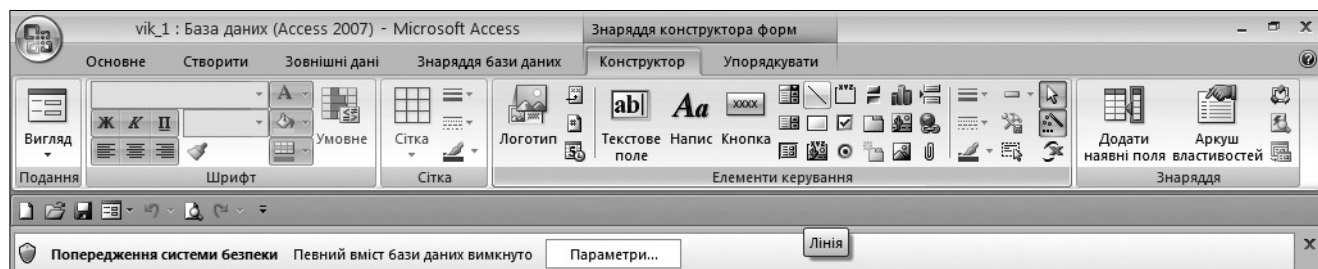 vik_1 : База даних (Access 2007) - Microsoft Access
Знаряддя конструктора форм
Основне Створити Зовнішні дані Знаряддя бази даних Конструктор Упорядкувати
Вигляд
Подання
Ж К П
А
Умовне
Шрифт
Сітка
Сітка
Логотип
ab|
Текстове поле
Aa
Напис
XXXX
Кнопка
XYZ
Елементи керування
Додати наявні поля
Аркуш властивостей
Знаряддя
Попередження системи безпеки Певний вміст бази даних вимкнуто Параметри...
Лінія